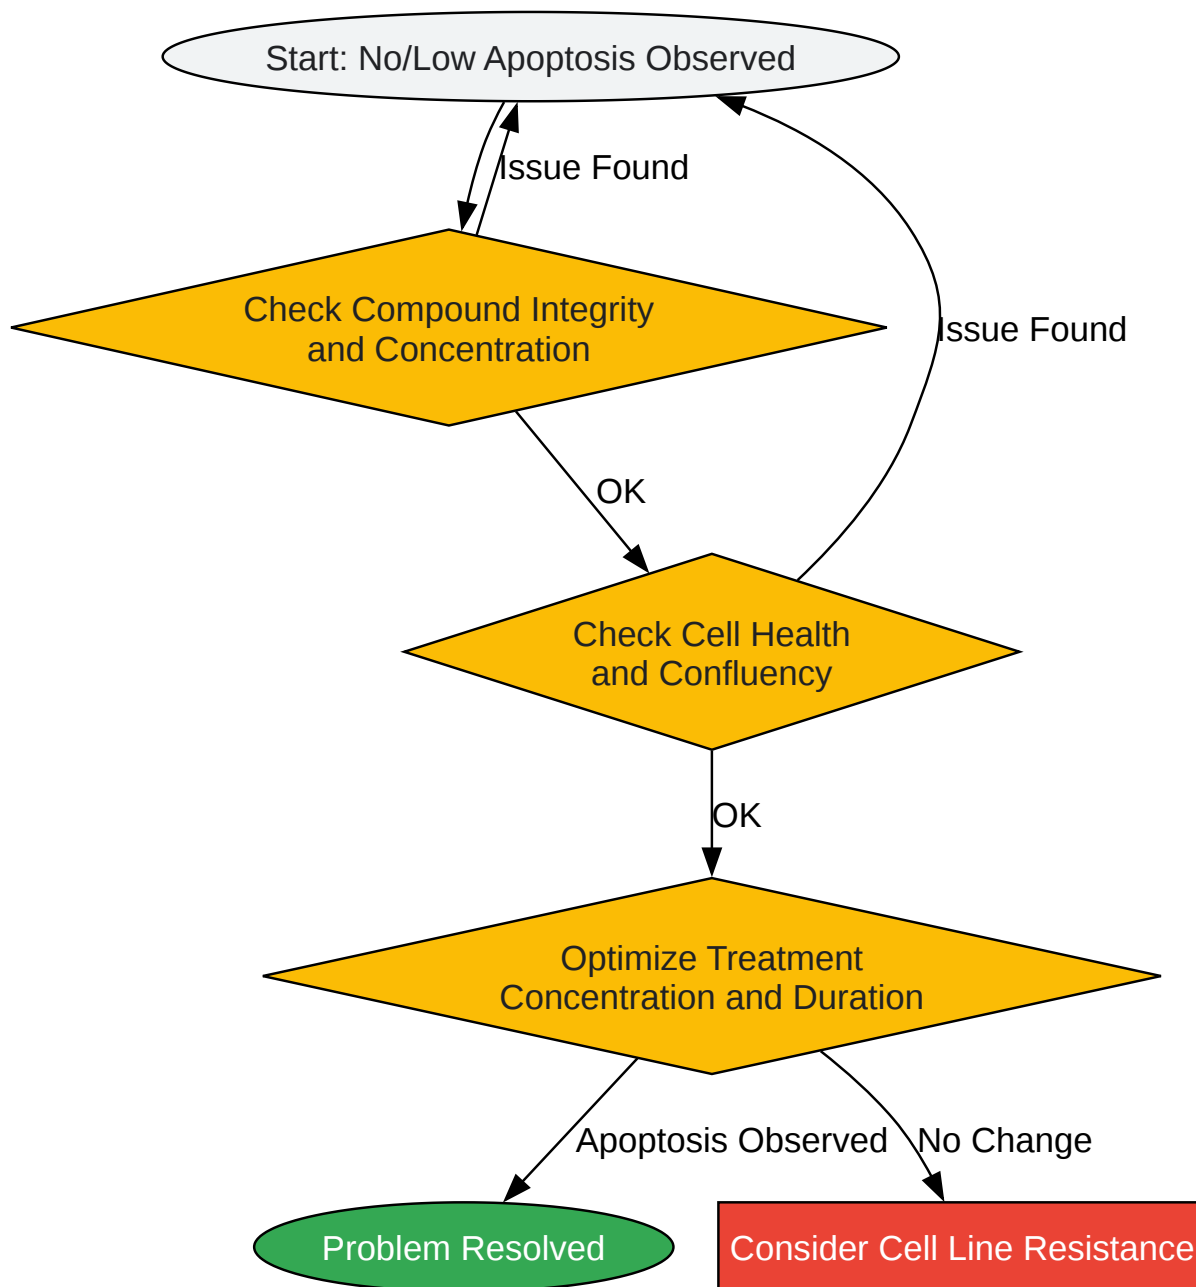 Start: No/Low Apoptosis Observed
Issue Found
Check Compound Integrity
and Concentration
Issue Found
OK
Check Cell Health
and Confluency
OK
Optimize Treatment
Concentration and Duration
Apoptosis Observed
No Change
Problem Resolved
Consider Cell Line Resistance